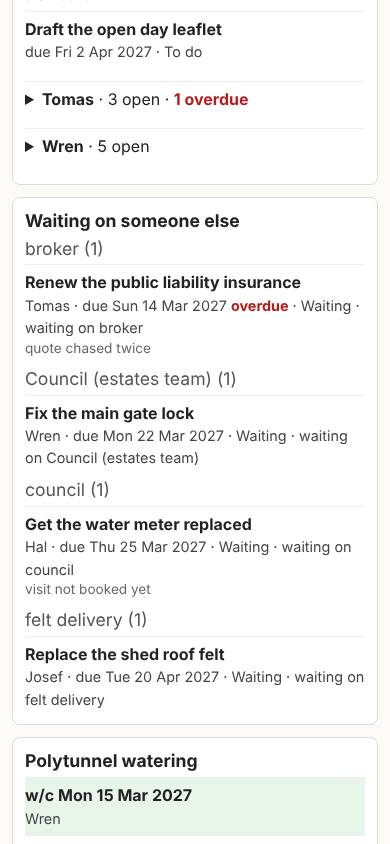 Draft the open day leaflet
due Fri 2 Apr 2027 · To do
▶ Tomas · 3 open · 1 overdue
▶ Wren · 5 open
Waiting on someone else
broker (1)
Renew the public liability insurance
Tomas · due Sun 14 Mar 2027 overdue · Waiting ·
waiting on broker
quote chased twice
Council (estates team) (1)
Fix the main gate lock
Wren · due Mon 22 Mar 2027 · Waiting · waiting
on Council (estates team)
council (1)
Get the water meter replaced
Hal · due Thu 25 Mar 2027 · Waiting · waiting on
council
visit not booked yet
felt delivery (1)
Replace the shed roof felt
Josef · due Tue 20 Apr 2027 · Waiting · waiting on
felt delivery
Polytunnel watering
w/c Mon 15 Mar 2027
Wren